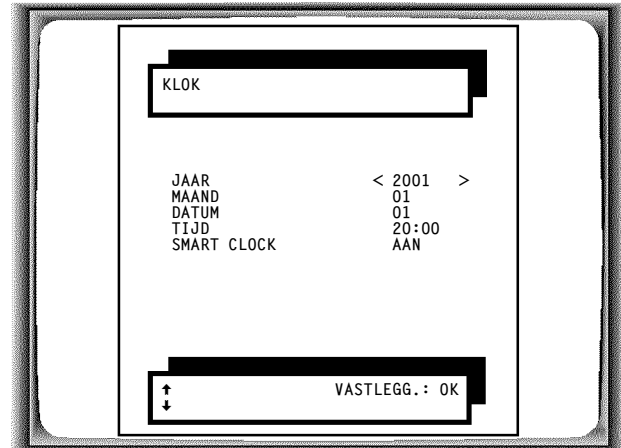 KLOK
JAAR < 2001 >
MAAND 01
DATUM 01
TIJD 20:00
SMART CLOCK AAN
↑ VASTLEGG.: OK
↓